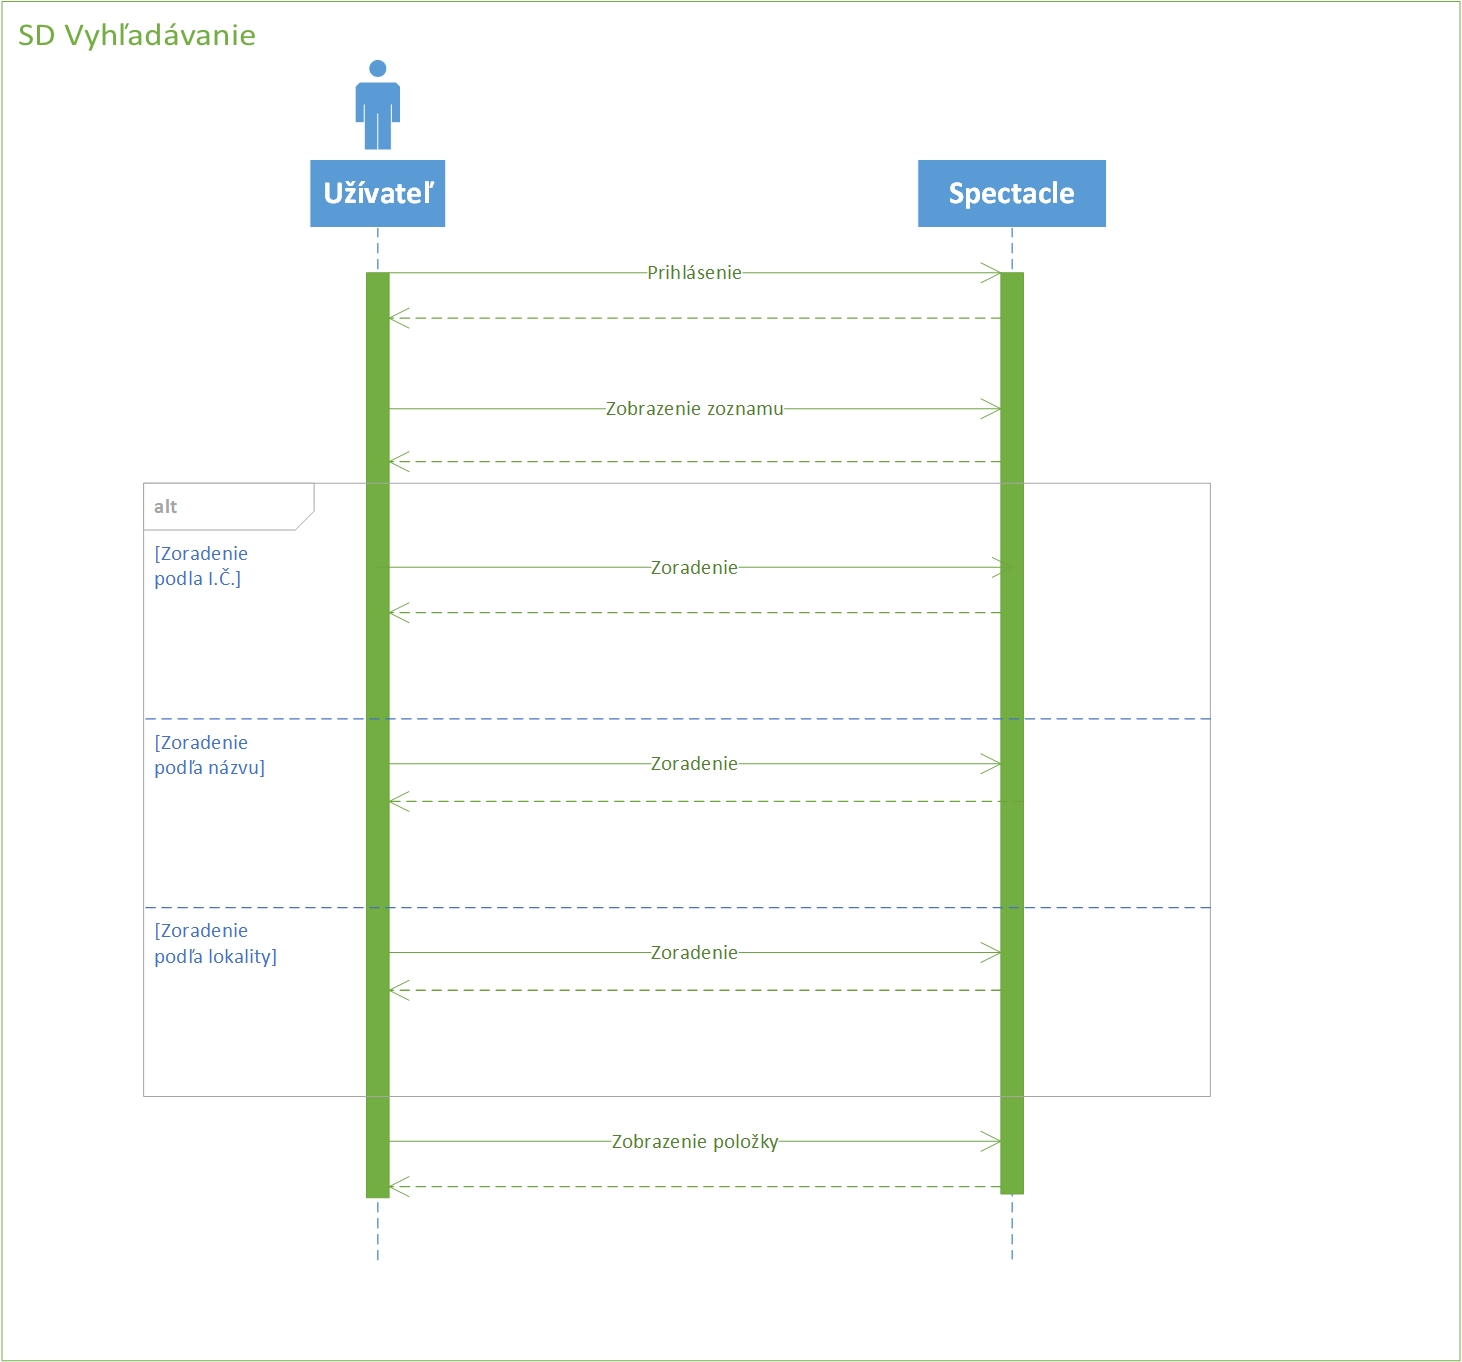 SD Vyhľadávanie
Užívateľ
Spectacle
Prihlásenie
Zobrazenie zoznamu
alt
[Zoradenie
podla I.Č.]
Zoradenie
[Zoradenie
podľa názvu]
Zoradenie
[Zoradenie
podľa lokality]
Zoradenie
Zobrazenie položky